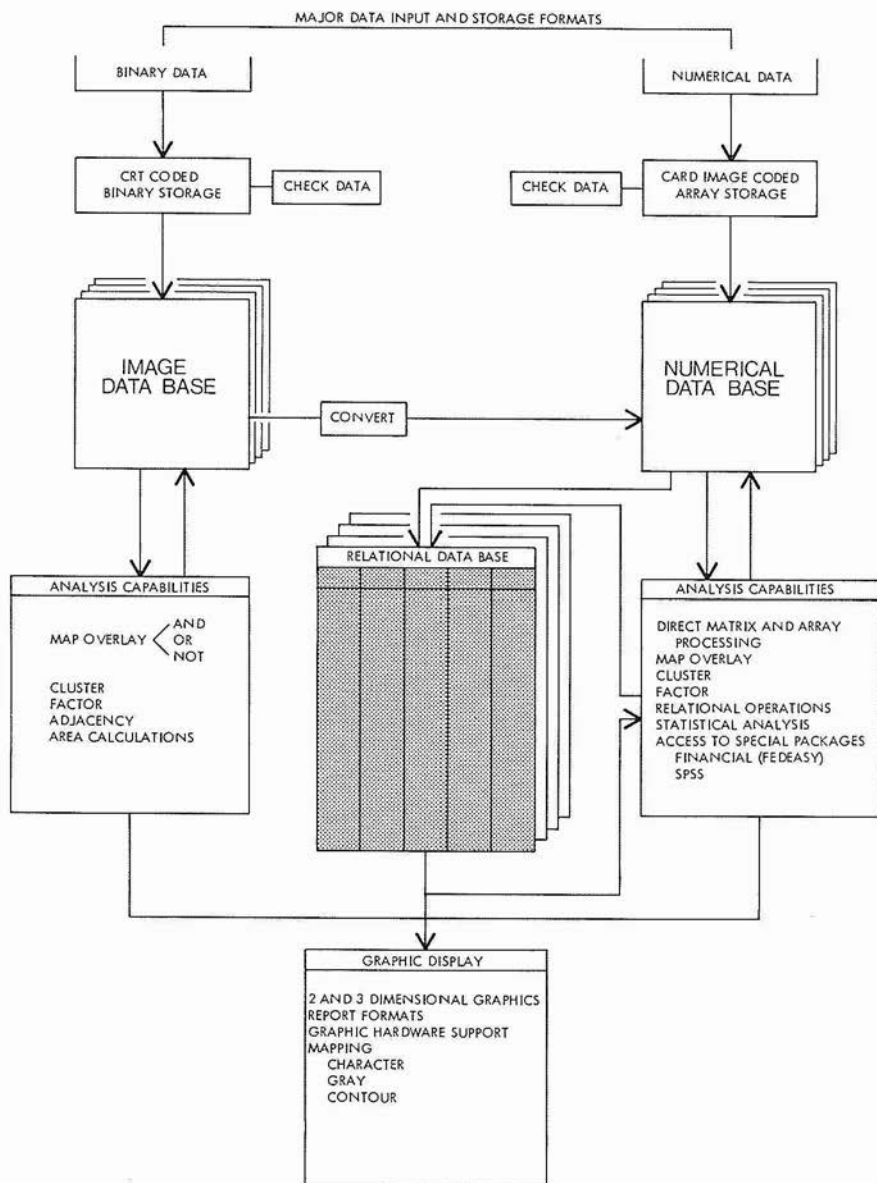 MAJOR DATA INPUT AND STORAGE FORMATS
BINARY DATA
NUMERICAL DATA
CRT CODED
BINARY STORAGE
CHECK DATA
CHECK DATA
CARD IMAGE CODED
ARRAY STORAGE
IMAGE
DATA BASE
NUMERICAL
DATA BASE
CONVERT
RELATIONAL DATA BASE
ANALYSIS CAPABILITIES
MAP OVERLAY
AND
OR
NOT
CLUSTER
FACTOR
ADJACENCY
AREA CALCULATIONS
ANALYSIS CAPABILITIES
DIRECT MATRIX AND ARRAY
PROCESSING
MAP OVERLAY
CLUSTER
FACTOR
RELATIONAL OPERATIONS
STATISTICAL ANALYSIS
ACCESS TO SPECIAL PACKAGES
FINANCIAL (FEDEASY)
SPSS
GRAPHIC DISPLAY
2 AND 3 DIMENSIONAL GRAPHICS
REPORT FORMATS
GRAPHIC HARDWARE SUPPORT
MAPPING
CHARACTER
GRAY
CONTOUR